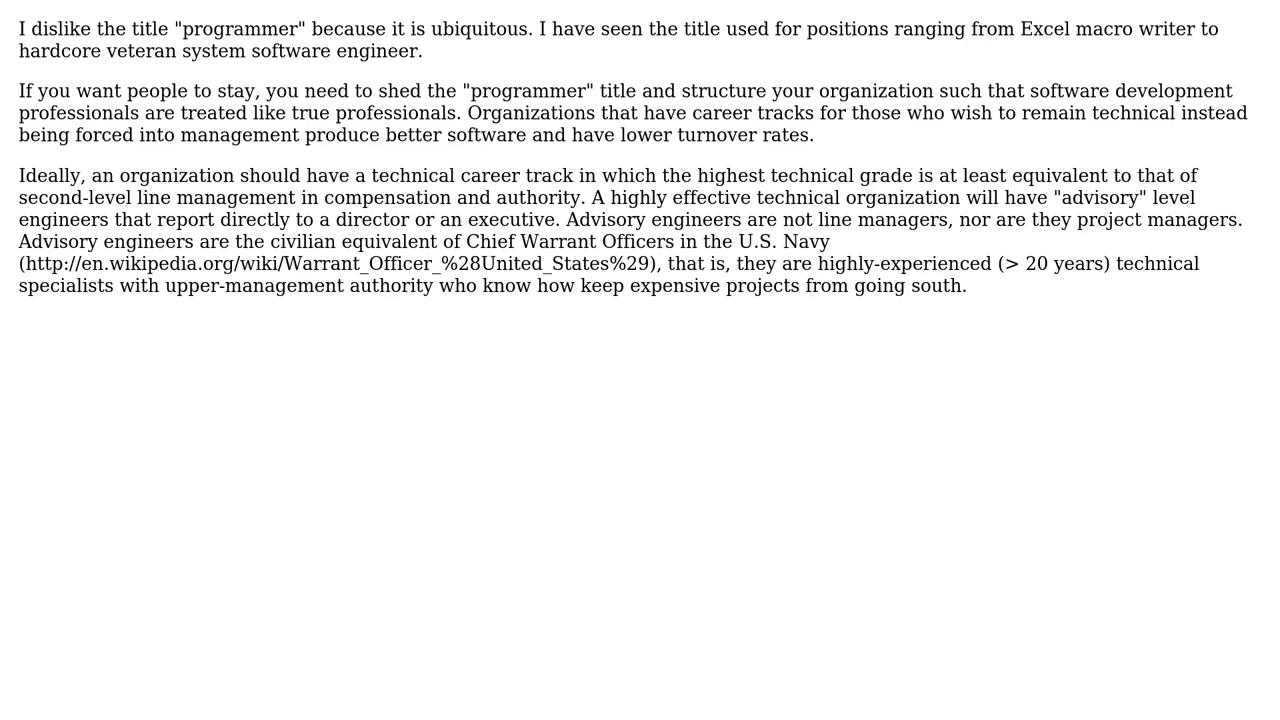 I dislike the title "programmer" because it is ubiquitous. I have seen the title used for positions ranging from Excel macro writer to
hardcore veteran system software engineer.
If you want people to stay, you need to shed the "programmer" title and structure your organization such that software development
professionals are treated like true professionals. Organizations that have career tracks for those who wish to remain technical instead
being forced into management produce better software and have lower turnover rates.
Ideally, an organization should have a technical career track in which the highest technical grade is at least equivalent to that of
second-level line management in compensation and authority. A highly effective technical organization will have "advisory" level
engineers that report directly to a director or an executive. Advisory engineers are not line managers, nor are they project managers.
Advisory engineers are the civilian equivalent of Chief Warrant Officers in the U.S. Navy
(http://en.wikipedia.org/wiki/Warrant_Officer_%28United_States%29), that is, they are highly-experienced (> 20 years) technical
specialists with upper-management authority who know how keep expensive projects from going south.